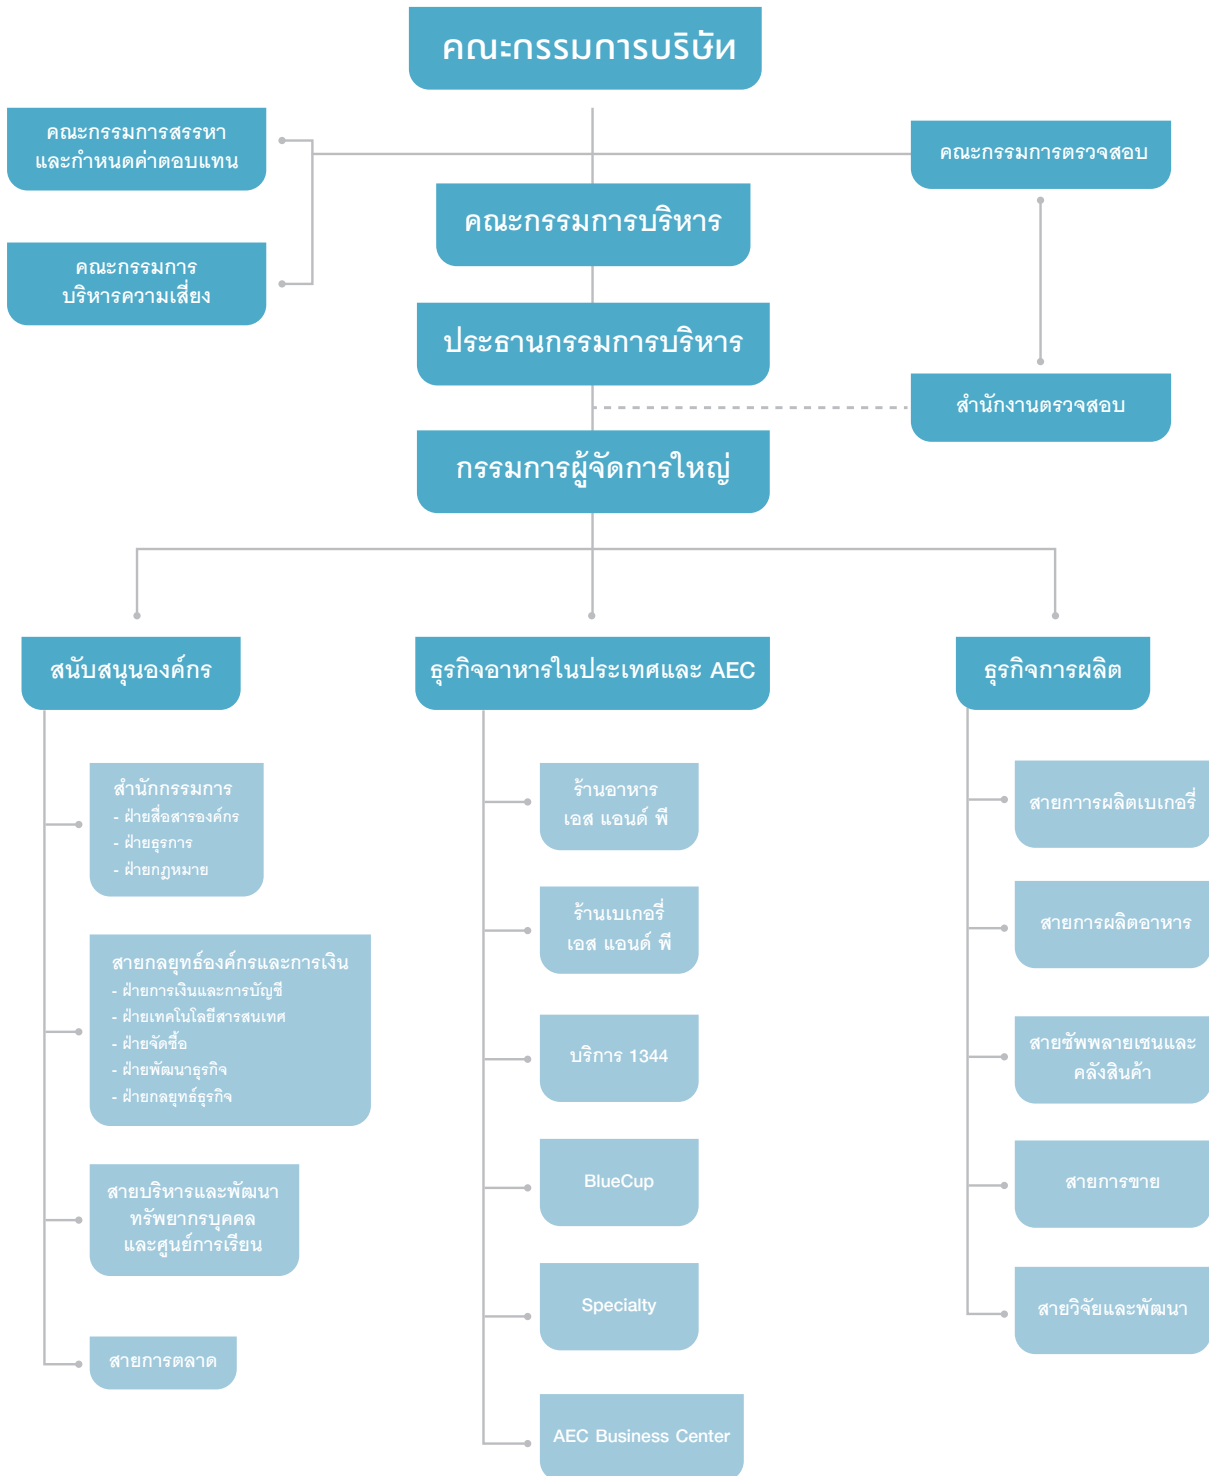 คณะกรรมการบริษัท
คณะกรรมการสรรหา
และกำหนดค่าตอบแทน
คณะกรรมการตรวจสอบ
คณะกรรมการบริหาร
คณะกรรมการ
บริหารความเสี่ยง
ประธานกรรมการบริหาร
สำนักงานตรวจสอบ
กรรมการผู้จัดการใหญ่
สนับสนุนองค์กร
สำนักกรรมการ
- ฝ่ายสื่อสารองค์กร
- ฝ่ายธุรการ
- ฝ่ายกฎหมาย
สายกลยุทธ์องค์กรและการเงิน
- ฝ่ายการเงินและการบัญชี
- ฝ่ายเทคโนโลยีสารสนเทศ
- ฝ่ายจัดซื้อ
- ฝ่ายพัฒนาธุรกิจ
- ฝ่ายกลยุทธ์ธุรกิจ
สายบริหารและพัฒนา
ทรัพยากรบุคคล
และศูนย์การเรียน
สายการตลาด
ธุรกิจอาหารในประเทศและ AEC
ร้านอาหาร
เอส แอนด์ พี
ร้านเบเกอรี่
เอส แอนด์ พี
บริการ 1344
BlueCup
Specialty
AEC Business Center
ธุรกิจการผลิต
สายการผลิตเบเกอรี่
สายการผลิตอาหาร
สายซัพพลายเซนและ
คลังสินค้า
สายการขาย
สายวิจัยและพัฒนา